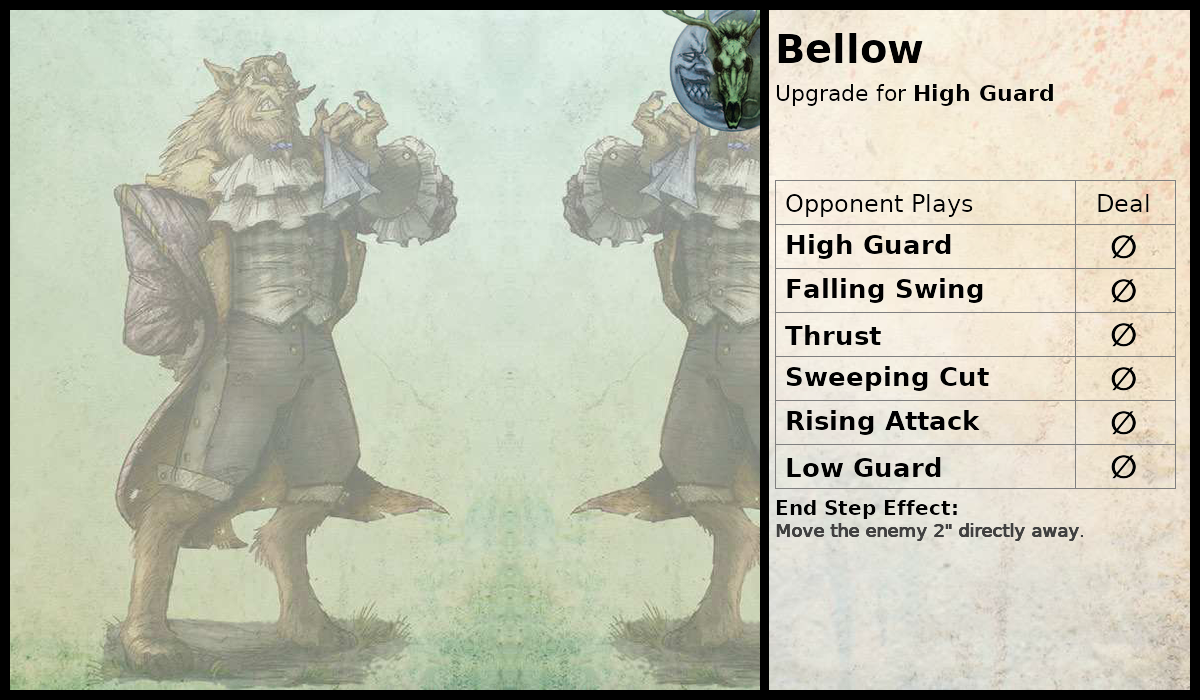 Bellow
Upgrade for High Guard
Opponent Plays Deal
High Guard ∅
Falling Swing ∅
Thrust ∅
Sweeping Cut ∅
Rising Attack ∅
Low Guard ∅
End Step Effect:
Move the enemy 2" directly away.